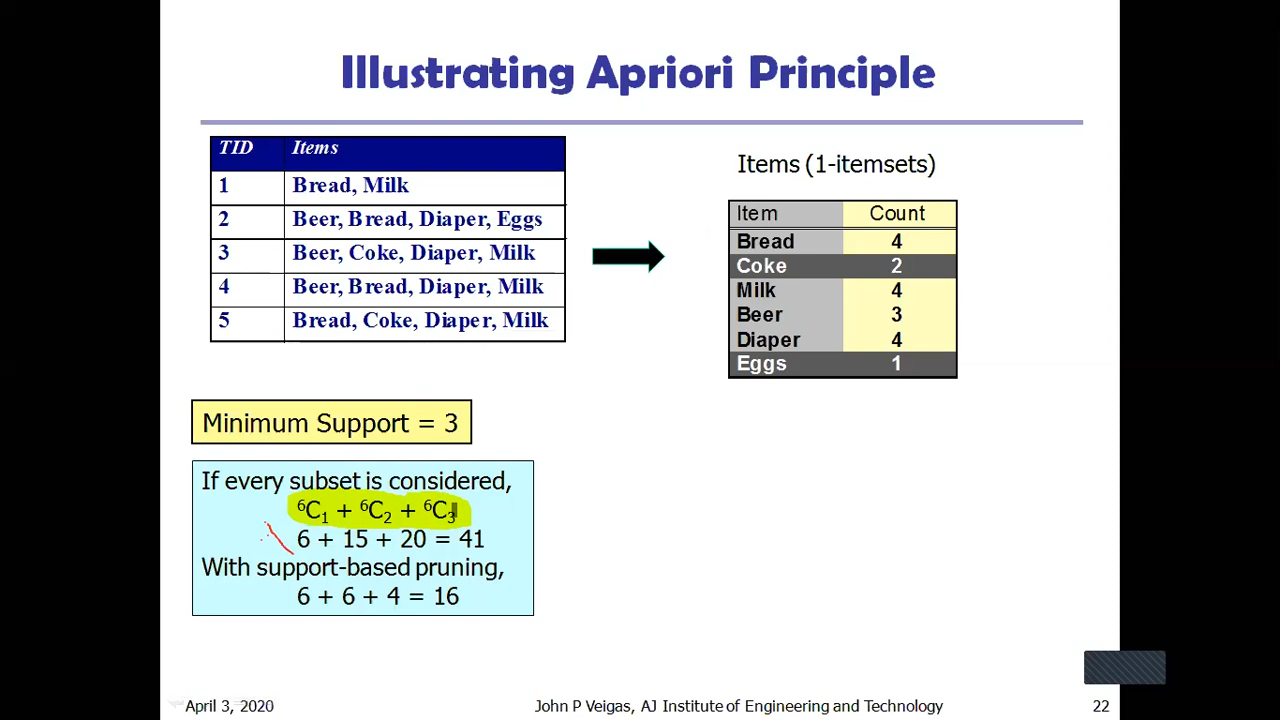 Illustrating Apriori Principle
TID Items
1 Bread, Milk
2 Beer, Bread, Diaper, Eggs
3 Beer, Coke, Diaper, Milk
4 Beer, Bread, Diaper, Milk
5 Bread, Coke, Diaper, Milk
Items (1-itemsets)
Item Count
Bread 4
Coke 2
Milk 4
Beer 3
Diaper 4
Eggs 1
Minimum Support = 3
If every subset is considered,
⁶C₁ + ⁶C₂ + ⁶C₃
6 + 15 + 20 = 41
With support-based pruning,
6 + 6 + 4 = 16
April 3, 2020
John P Veigas, AJ Institute of Engineering and Technology
22